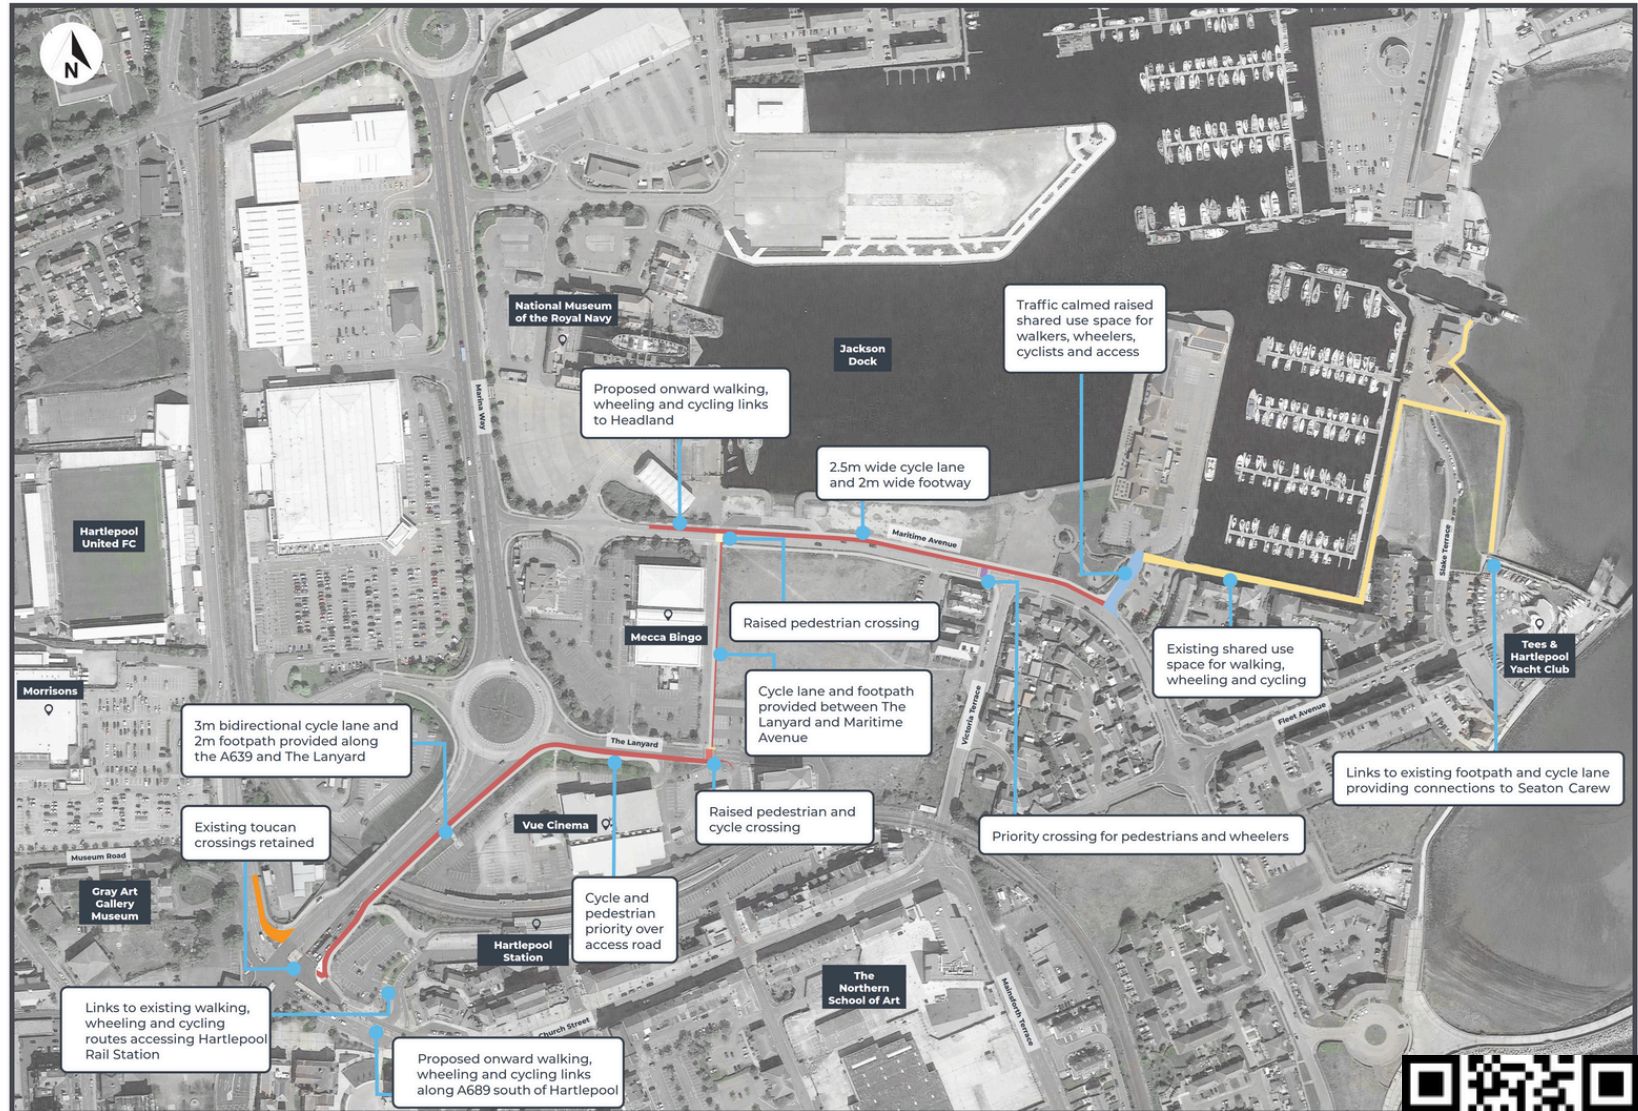 N
National Museum
of the Royal Navy
Jackson
Dock
Traffic calmed raised
shared use space for
walkers, wheelers,
cyclists and access
Marina Way
Proposed onward walking,
wheeling and cycling links
to Headland
2.5m wide cycle lane
and 2m wide footway
Hartlepool
United FC
Maritime Avenue
Slake Terrace
Mecca Bingo
Raised pedestrian crossing
Existing shared use
space for walking,
wheeling and cycling
Tees &
Hartlepool
Yacht Club
Morrisons
Cycle lane and footpath
provided between The
Lanyard and Maritime
Avenue
Victoria Terrace
Fleet Avenue
3m bidirectional cycle lane and
2m footpath provided along
the A639 and The Lanyard
The Lanyard
Links to existing footpath and cycle lane
providing connections to Seaton Carew
Existing toucan
crossings retained
Vue Cinema
Raised pedestrian and
cycle crossing
Priority crossing for pedestrians and wheelers
Museum Road
Gray Art
Gallery
Museum
Cycle and
pedestrian
priority over
access road
Hartlepool
Station
The
Northern
School of Art
Mainsforth Terrace
Links to existing walking,
wheeling and cycling
routes accessing Hartlepool
Rail Station
Church Street
Proposed onward walking,
wheeling and cycling links
along A689 south of Hartlepool